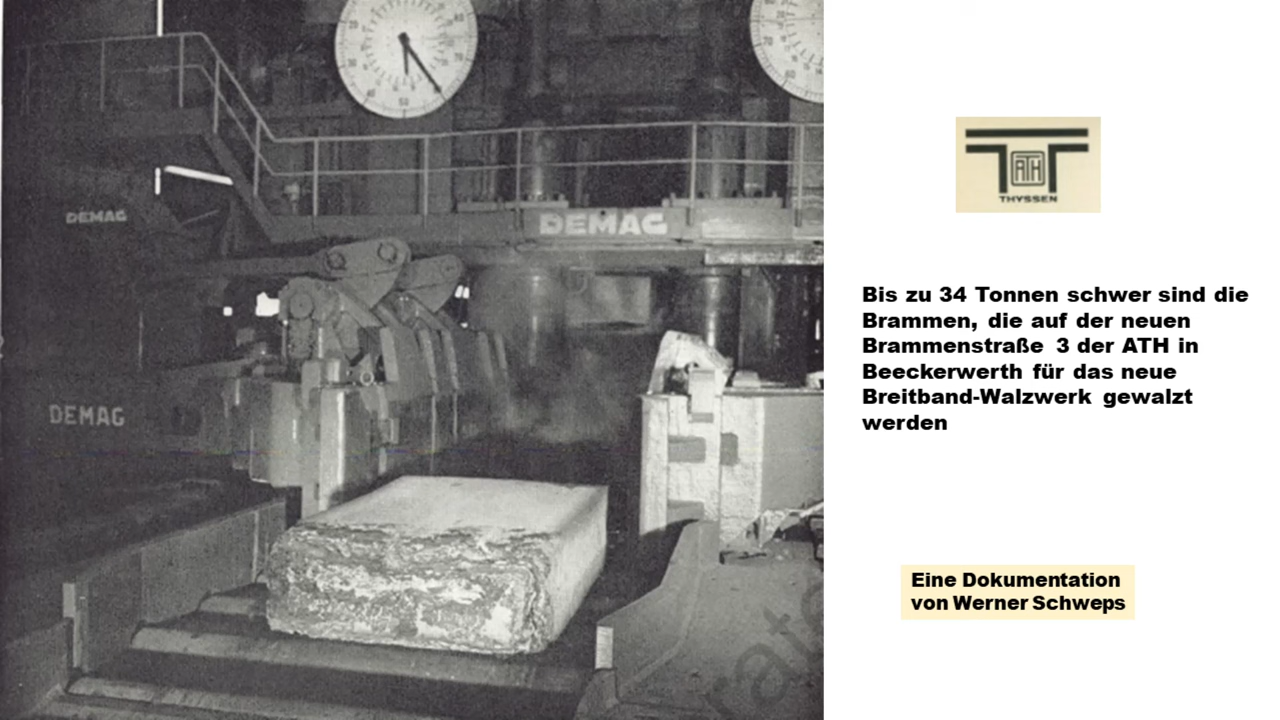 DEMAG
DEMAG
DEMAG
ATH
THYSSEN
Bis zu 34 Tonnen schwer sind die
Brammen, die auf der neuen
Brammenstraße 3 der ATH in
Beeckerwerth für das neue
Breitband-Walzwerk gewalzt
werden
Eine Dokumentation
von Werner Schweps